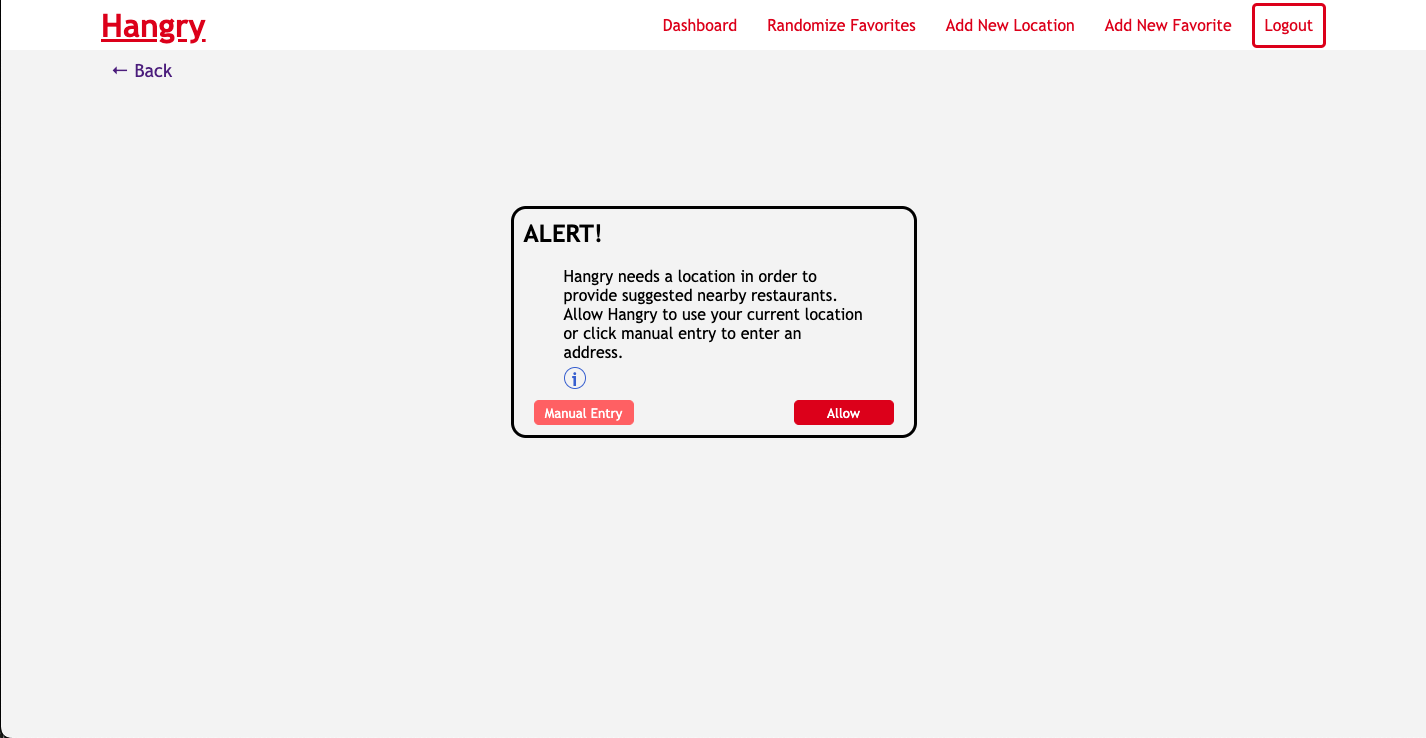 Hangry
Dashboard Randomize Favorites Add New Location Add New Favorite Logout
← Back
ALERT!
Hangry needs a location in order to
provide suggested nearby restaurants.
Allow Hangry to use your current location
or click manual entry to enter an
address.
i
Manual Entry Allow